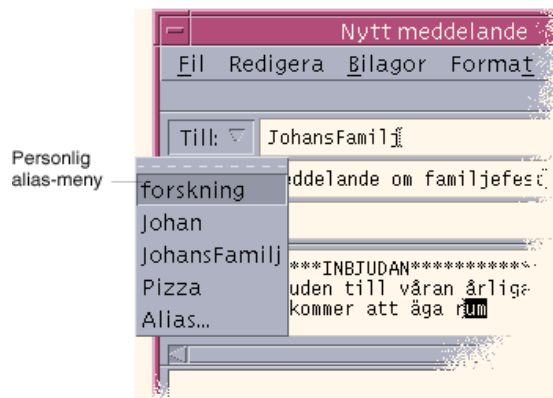 Nytt meddelande
Fil Redigera Bilagor Format
Till: JohansFamilj
Personlig
alias-meny
forskning
Johan
JohansFamilj
Pizza
Alias...
ddelande om familjefest
***INBJUDAN***********
uden till våran årliga
kommer att äga rum